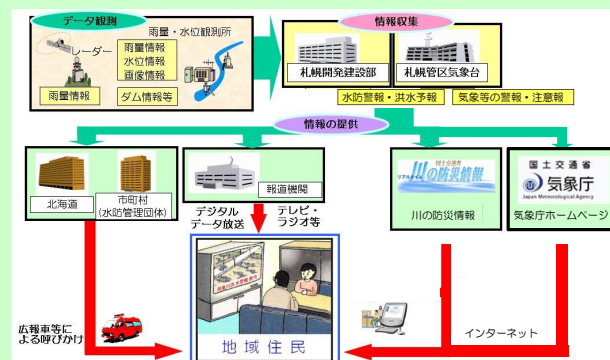 データ観測
雨量・水位観測所
レーダー
雨量情報
水位情報
画像情報
雨量情報
ダム情報等
情報収集
札幌開発建設部
札幌管区気象台
水防警報・洪水予報
気象等の警報・注意報
情報の提供
北海道
市町村
(水防管理団体)
報道機関
国土交通省
リアルタイム
川の防災情報
川の防災情報
国土交通省
気象庁
Japan Meteorological Agency
気象庁ホームページ
デジタル
データ放送
テレビ・
ラジオ等
地域住民
広報車等に
よる呼びかけ
インターネット